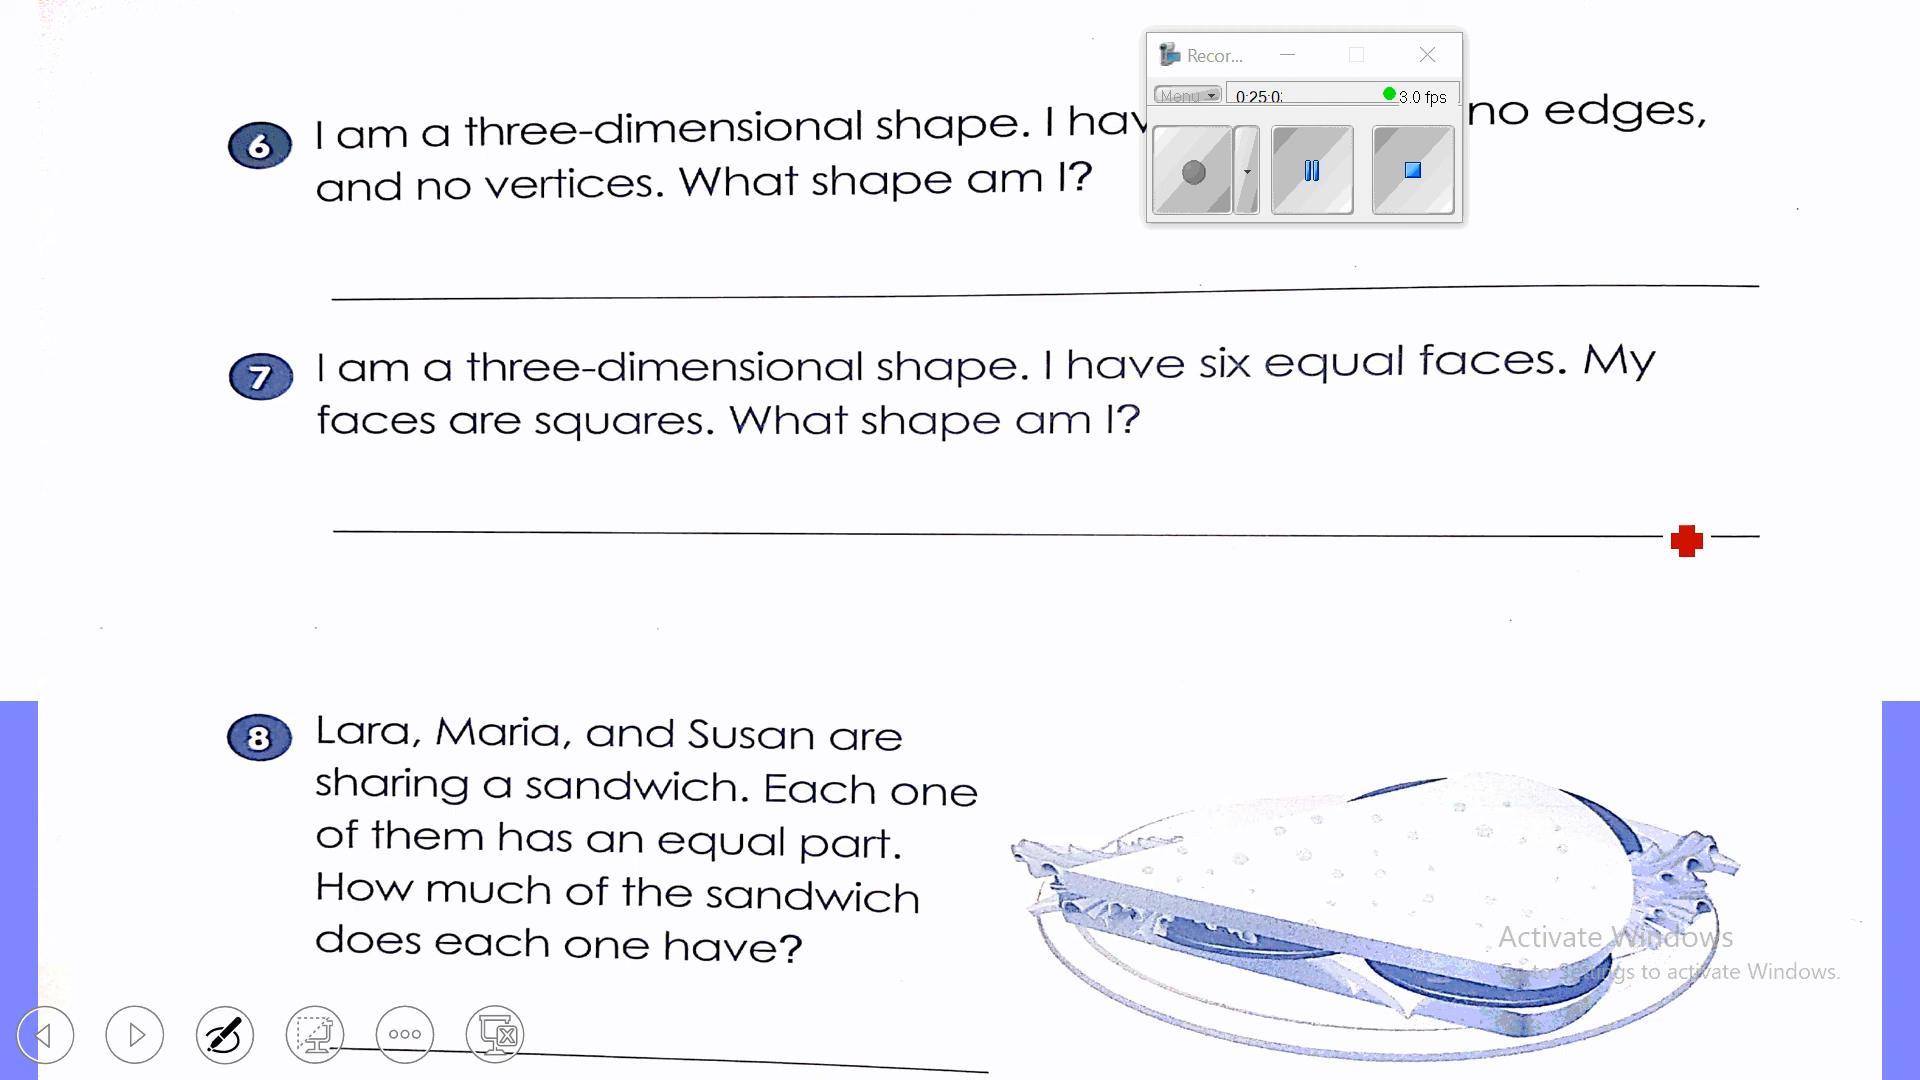 Recor...
Menu
0:25:0
3.0 fps
6 I am a three-dimensional shape. I hav no edges,
and no vertices. What shape am I?
7 I am a three-dimensional shape. I have six equal faces. My
faces are squares. What shape am I?
8 Lara, Maria, and Susan are
sharing a sandwich. Each one
of them has an equal part.
How much of the sandwich
does each one have?
Activate Windows
Go to Settings to activate Windows.